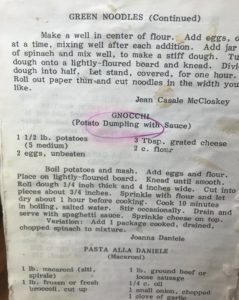 GREEN NOODLES (Continued)
Make a well in center of flour. Add eggs, o
at a time, mixing well after each addition. Add jar
of spinach and mix well, to make a stiff dough. Tu
dough onto a lightly-floured board and knead. Divi
dough into half. Let stand, covered, for one hour.
Roll out paper thin and cut noodles in the width you
like.
Jean Casale McCloskey
GNOCCHI
(Potato Dumpling with Sauce)
1 1/2 lb. potatoes 3 Tbsp. grated cheese
(5 medium) 2 c. flour
2 eggs, unbeaten
Boil potatoes and mash. Add eggs and flour.
Place on lightly-floured board. Knead until smooth.
Roll dough 1/4 inch thick and 4 inches wide. Cut into
pieces about 3/4 inches. Sprinkle with flour and let
dry about 1 hour before cooking. Cook 10 minutes
in boiling, salted water. Stir occasionally. Drain and
serve with spaghetti sauce. Sprinkle cheese on top.
Variation: Add 1 package cooked, drained,
chopped spinach to mixture.
Joanna Daniele
PASTA ALLA DANIELE
(Macaroni)
1 lb. macaroni (ziti, 1 lb. ground beef or
spirale) loose sausage
1 lb. frozen or fresh 1/4 c. oil
broccoli, cut up 1 small onion, chopped
1 clove of garlic